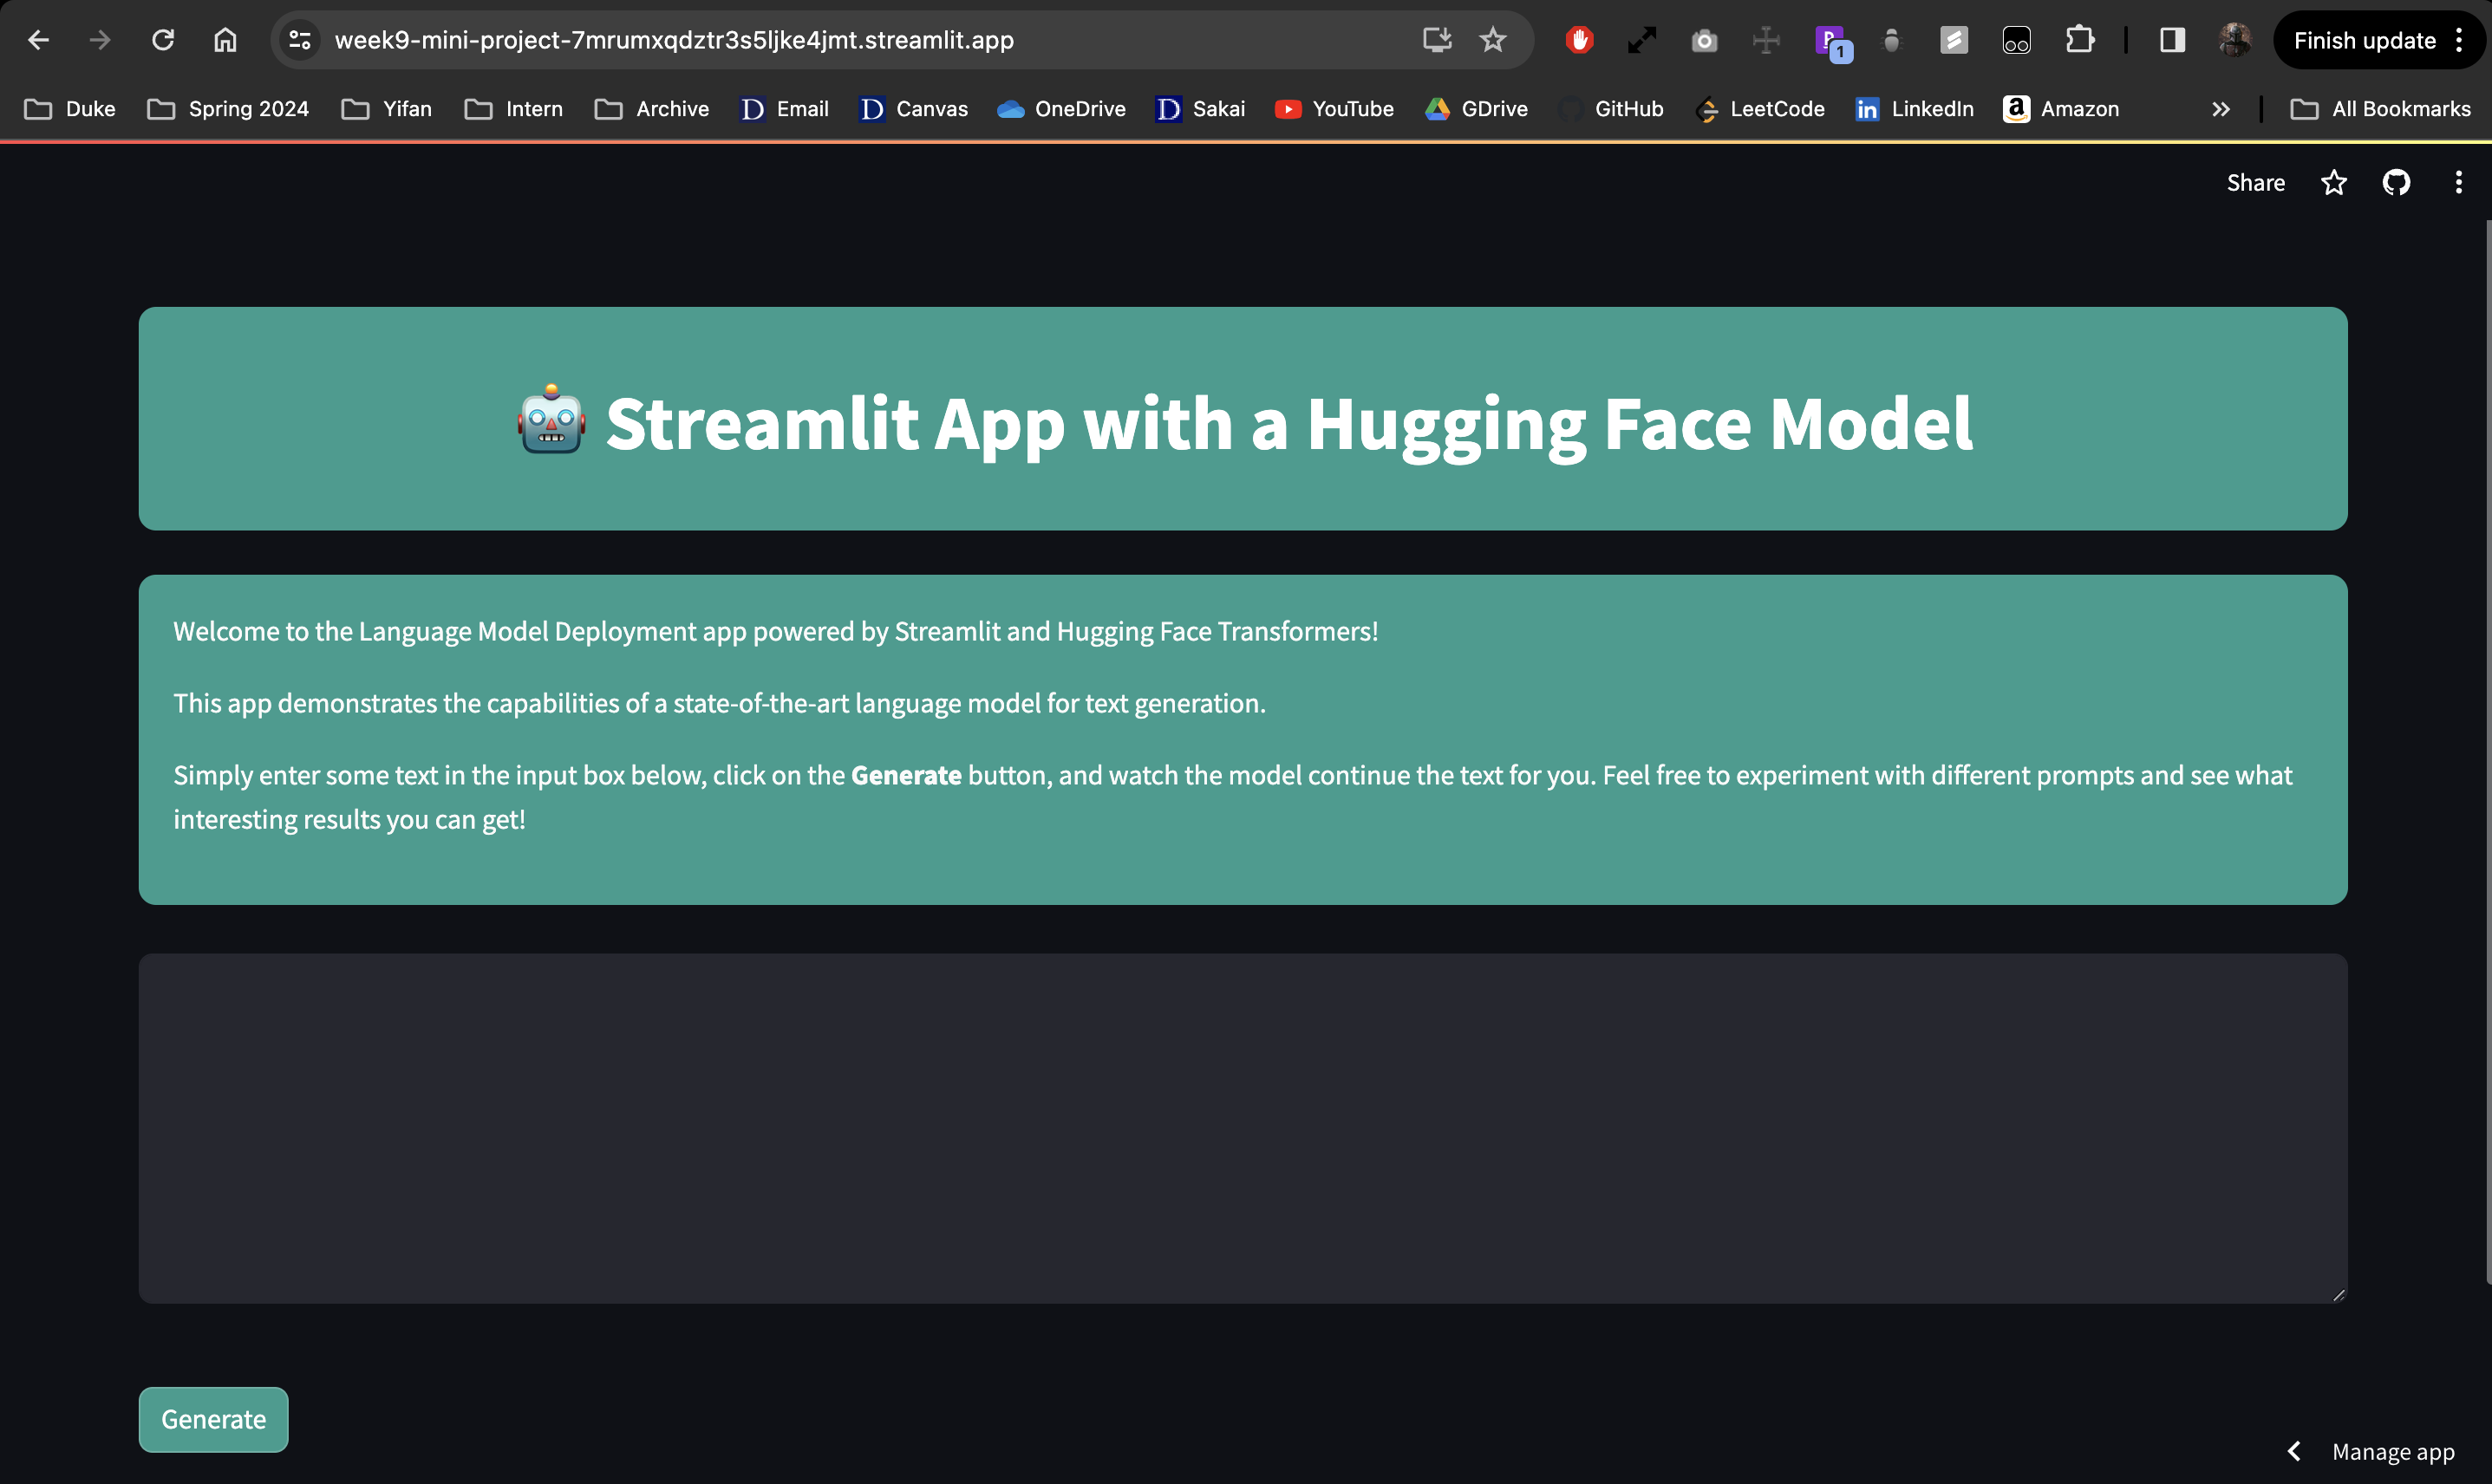 week9-mini-project-7mrumxqdztr3s5ljke4jmt.streamlit.app
1
Finish update
Duke Spring 2024 Yifan Intern Archive D Email D Canvas OneDrive D Sakai YouTube GDrive GitHub LeetCode in LinkedIn a Amazon » All Bookmarks
Share
Streamlit App with a Hugging Face Model
Welcome to the Language Model Deployment app powered by Streamlit and Hugging Face Transformers!
This app demonstrates the capabilities of a state-of-the-art language model for text generation.
Simply enter some text in the input box below, click on the Generate button, and watch the model continue the text for you. Feel free to experiment with different prompts and see what
interesting results you can get!
Generate
Manage app